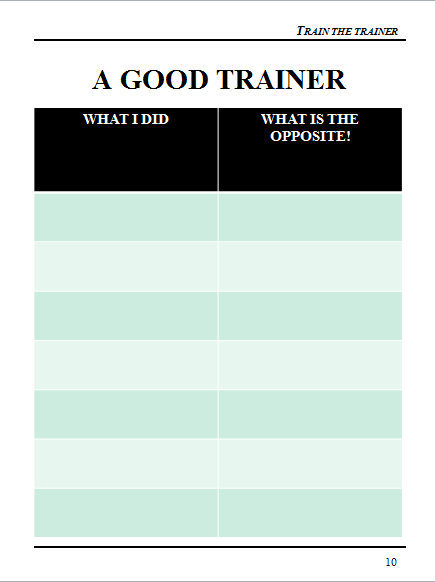 TRAIN THE TRAINER
A GOOD TRAINER
WHAT I DID
WHAT IS THE
OPPOSITE!
10